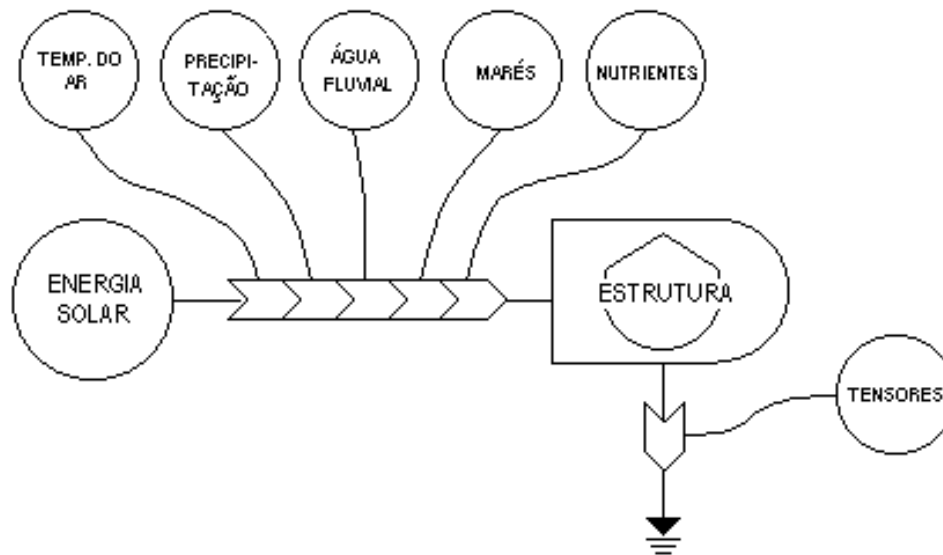 TEMP. DO
AR
PRECIPI-
TAÇÃO
ÁGUA
FLUVIAL
MARÉS
NUTRIENTES
ENERGIA
SOLAR
ESTRUTURA
TENSORES